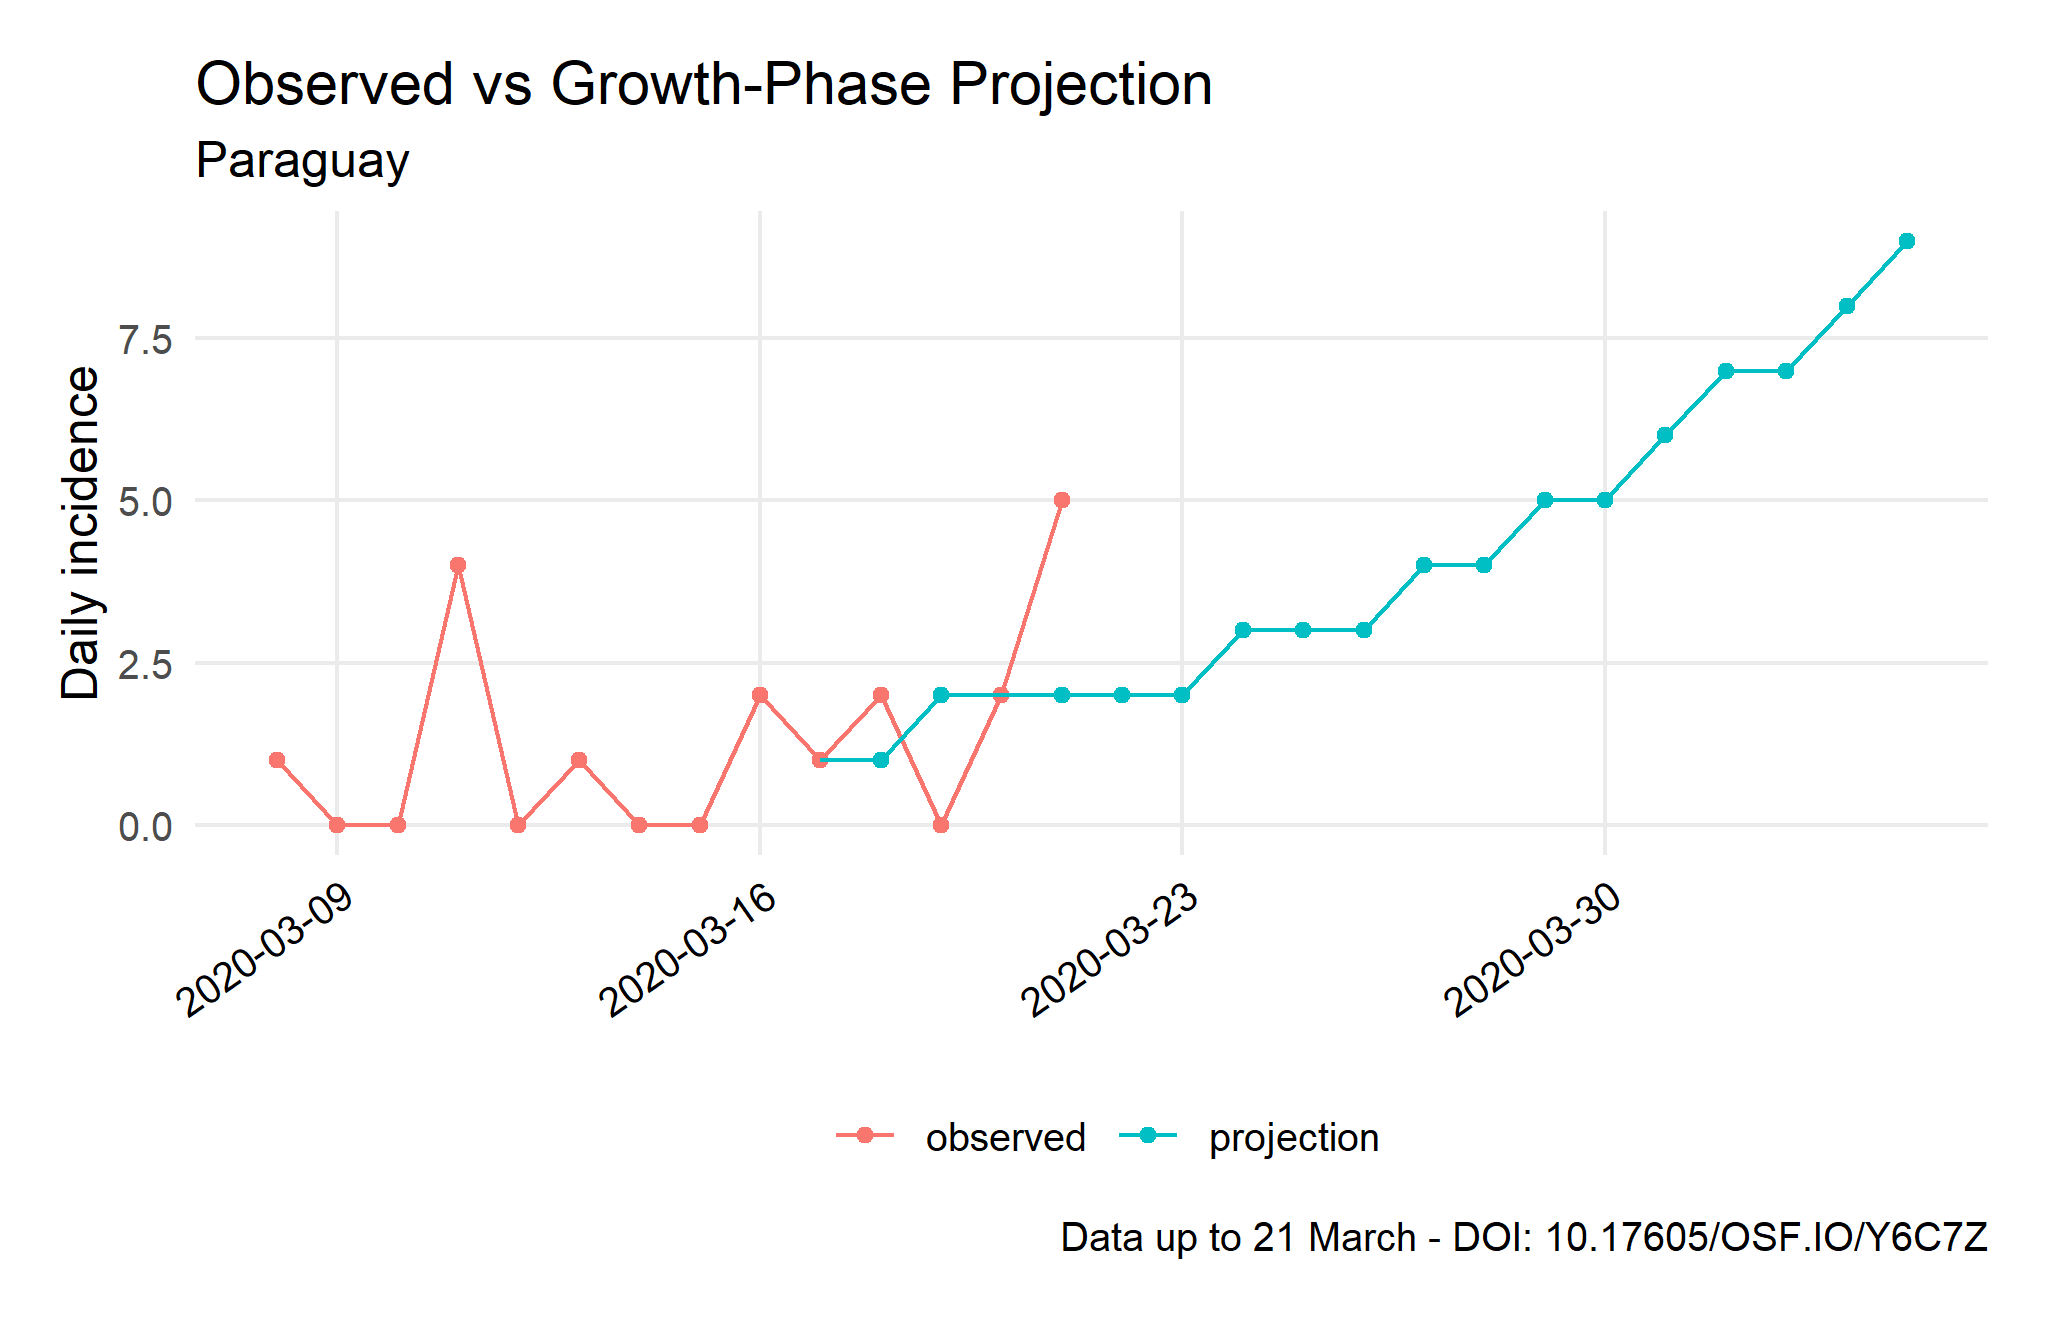 Observed vs Growth-Phase Projection
Paraguay
Daily incidence
7.5
5.0
2.5
0.0
2020-03-09
2020-03-16
2020-03-23
2020-03-30
observed
projection
Data up to 21 March - DOI: 10.17605/OSF.IO/Y6C7Z